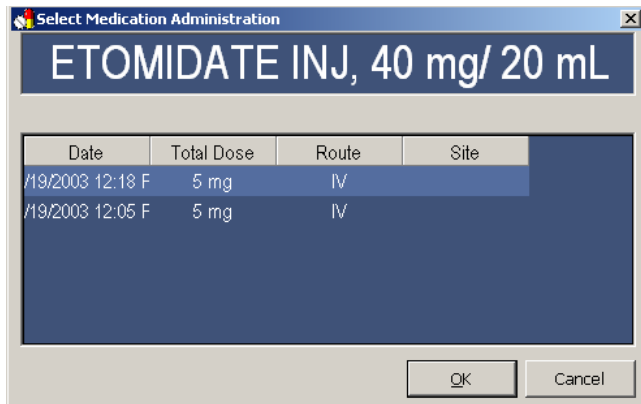 Select Medication Administration
ETOMIDATE INJ, 40 mg/ 20 mL
Date Total Dose Route Site
/19/2003 12:18 F 5 mg IV
/19/2003 12:05 F 5 mg IV
OK Cancel